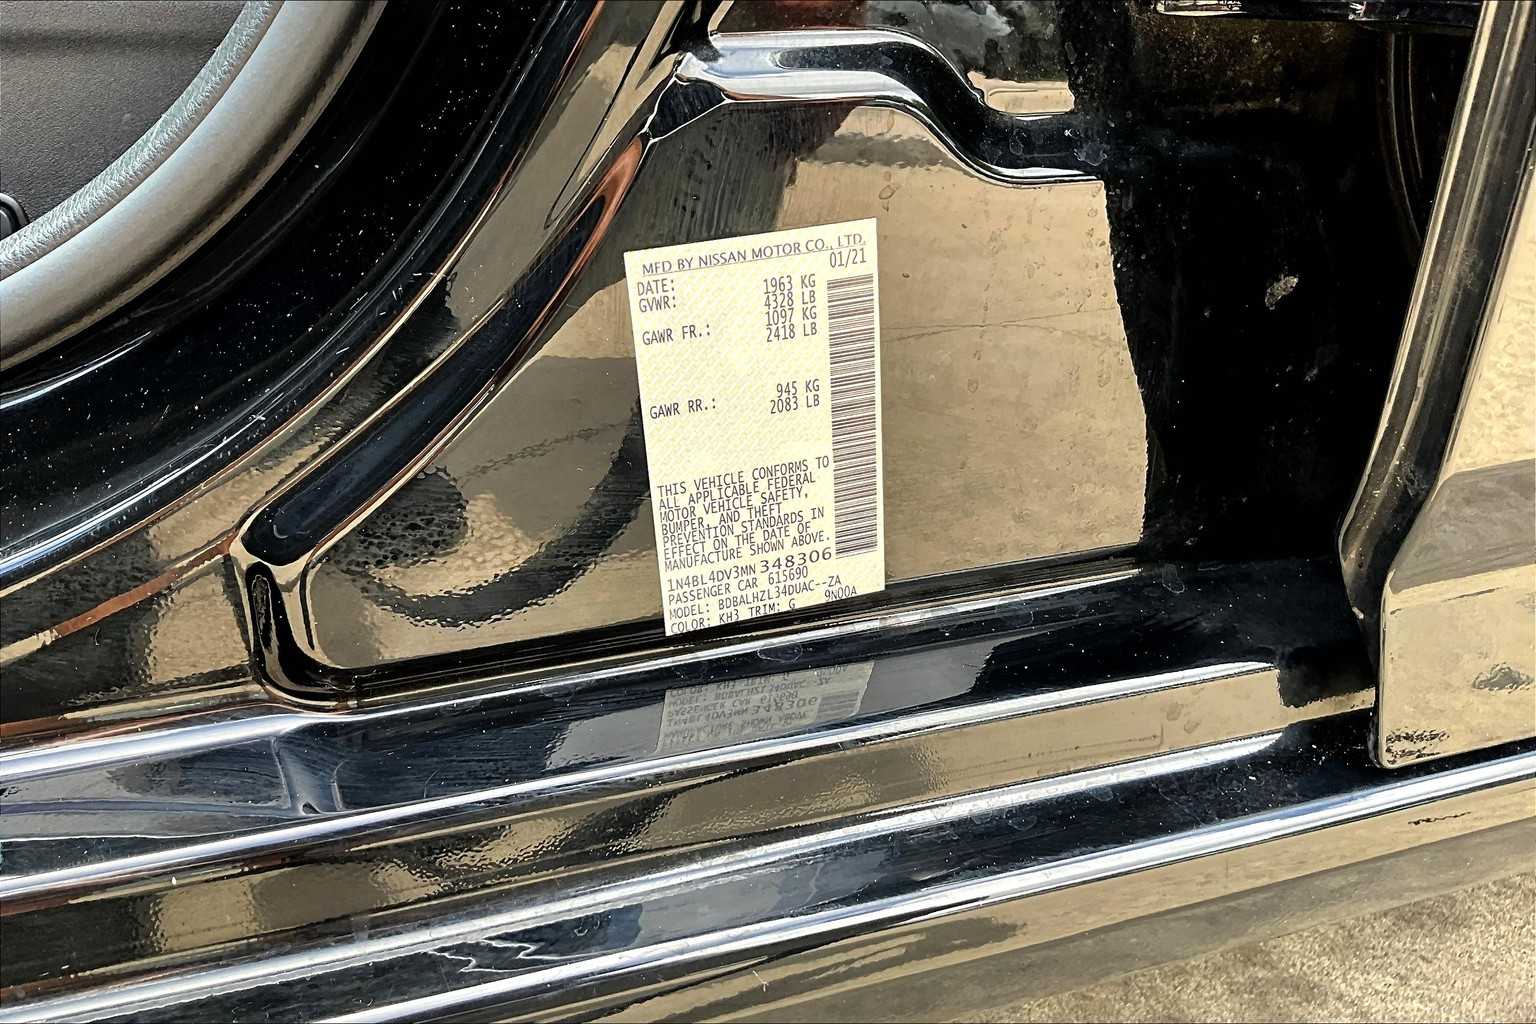 MFD BY NISSAN MOTOR CO., LTD.
DATE: 01/21
GVWR: 1963 KG
4328 LB
GAWR FR.: 1097 KG
2418 LB
GAWR RR.: 945 KG
2083 LB
THIS VEHICLE CONFORMS TO
ALL APPLICABLE FEDERAL
MOTOR VEHICLE SAFETY,
BUMPER, AND THEFT
PREVENTION STANDARDS IN
EFFECT ON THE DATE OF
MANUFACTURE SHOWN ABOVE.
1N4BL4DV3MN348306
PASSENGER CAR 615690
MODEL: BDBALHZL34DUAC--ZA
COLOR: KH3 TRIM: G 9N00A